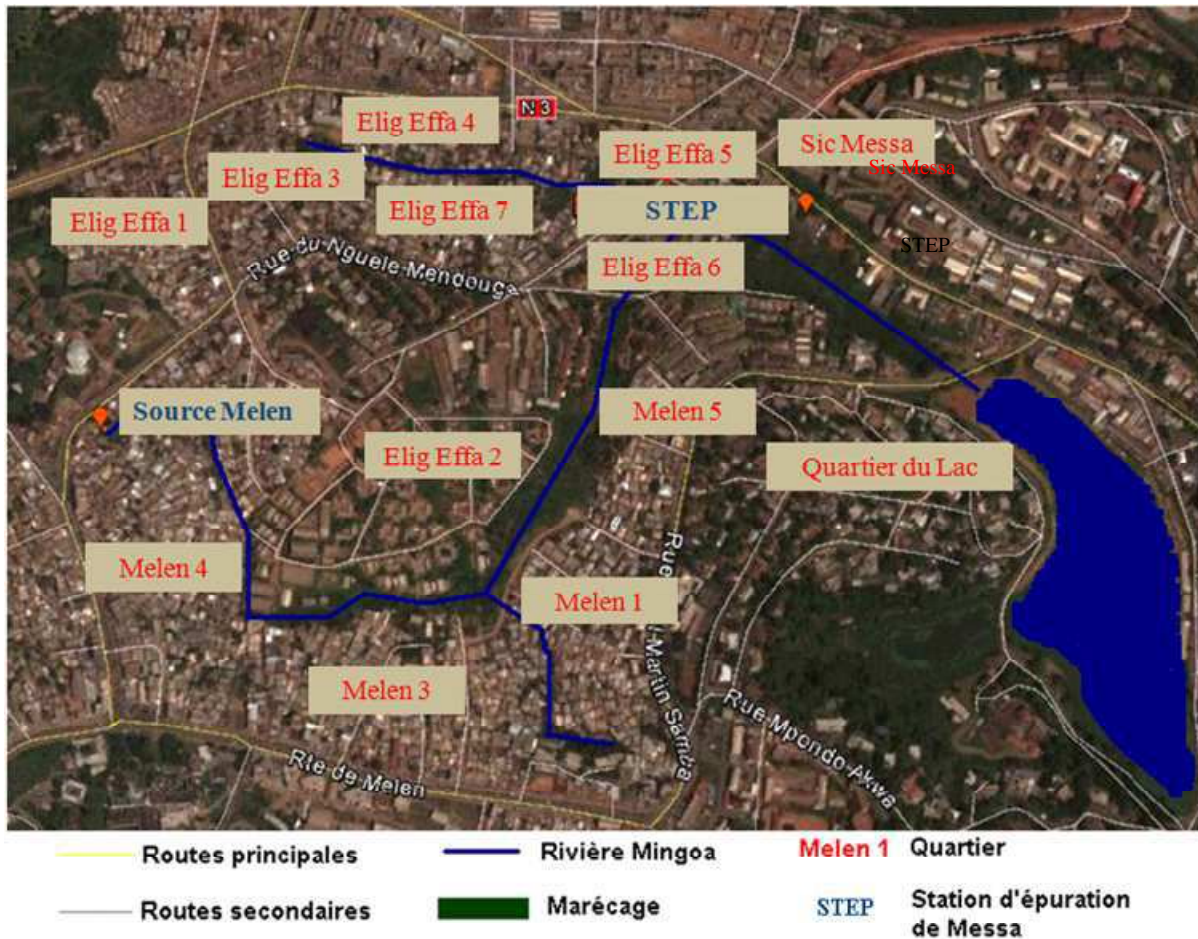 N 3
Elig Effa 4
Elig Effa 5
Sic Messa
Sic Messa
Elig Effa 3
Elig Effa 1
Elig Effa 7
STEP
STEP
Rue du Nguele Mendouga
Elig Effa 6
Source Melen
Melen 5
Elig Effa 2
Quartier du Lac
Melen 4
Melen 1
Melen 3
Martin Samba
Rue Mpondo Akwa
Rte de Melen
Routes principales
Rivière Mingoa
Melen 1 Quartier
Routes secondaires
Marécage
STEP Station d'épuration
de Messa